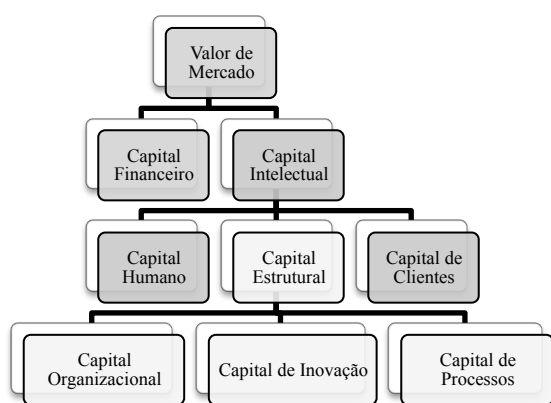 Valor de
Mercado
Capital
Financeiro
Capital
Intelectual
Capital
Humano
Capital
Estrutural
Capital de
Clientes
Capital
Organizacional
Capital de Inovação
Capital de
Processos